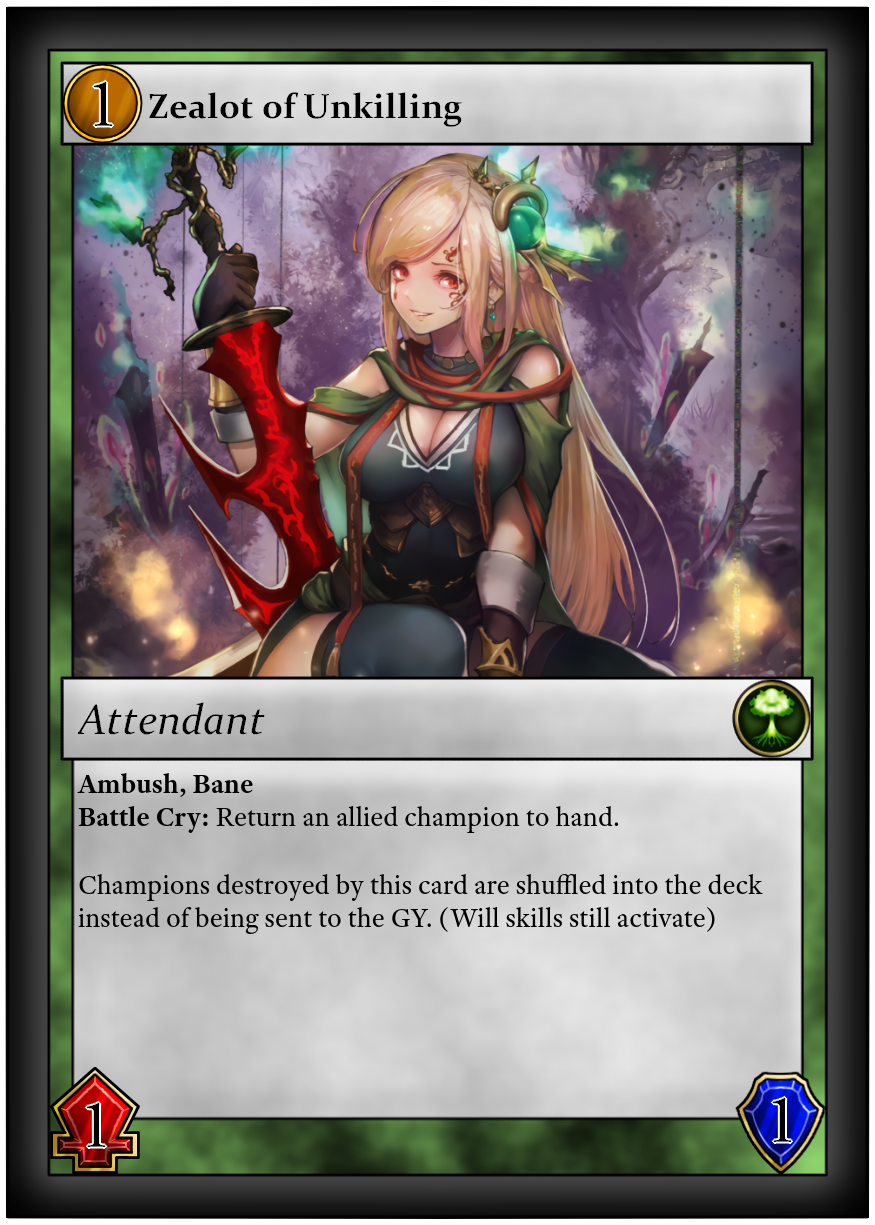 1
Zealot of Unkilling
Attendant
Ambush, Bane
Battle Cry: Return an allied champion to hand.
Champions destroyed by this card are shuffled into the deck
instead of being sent to the GY. (Will skills still activate)
1
1